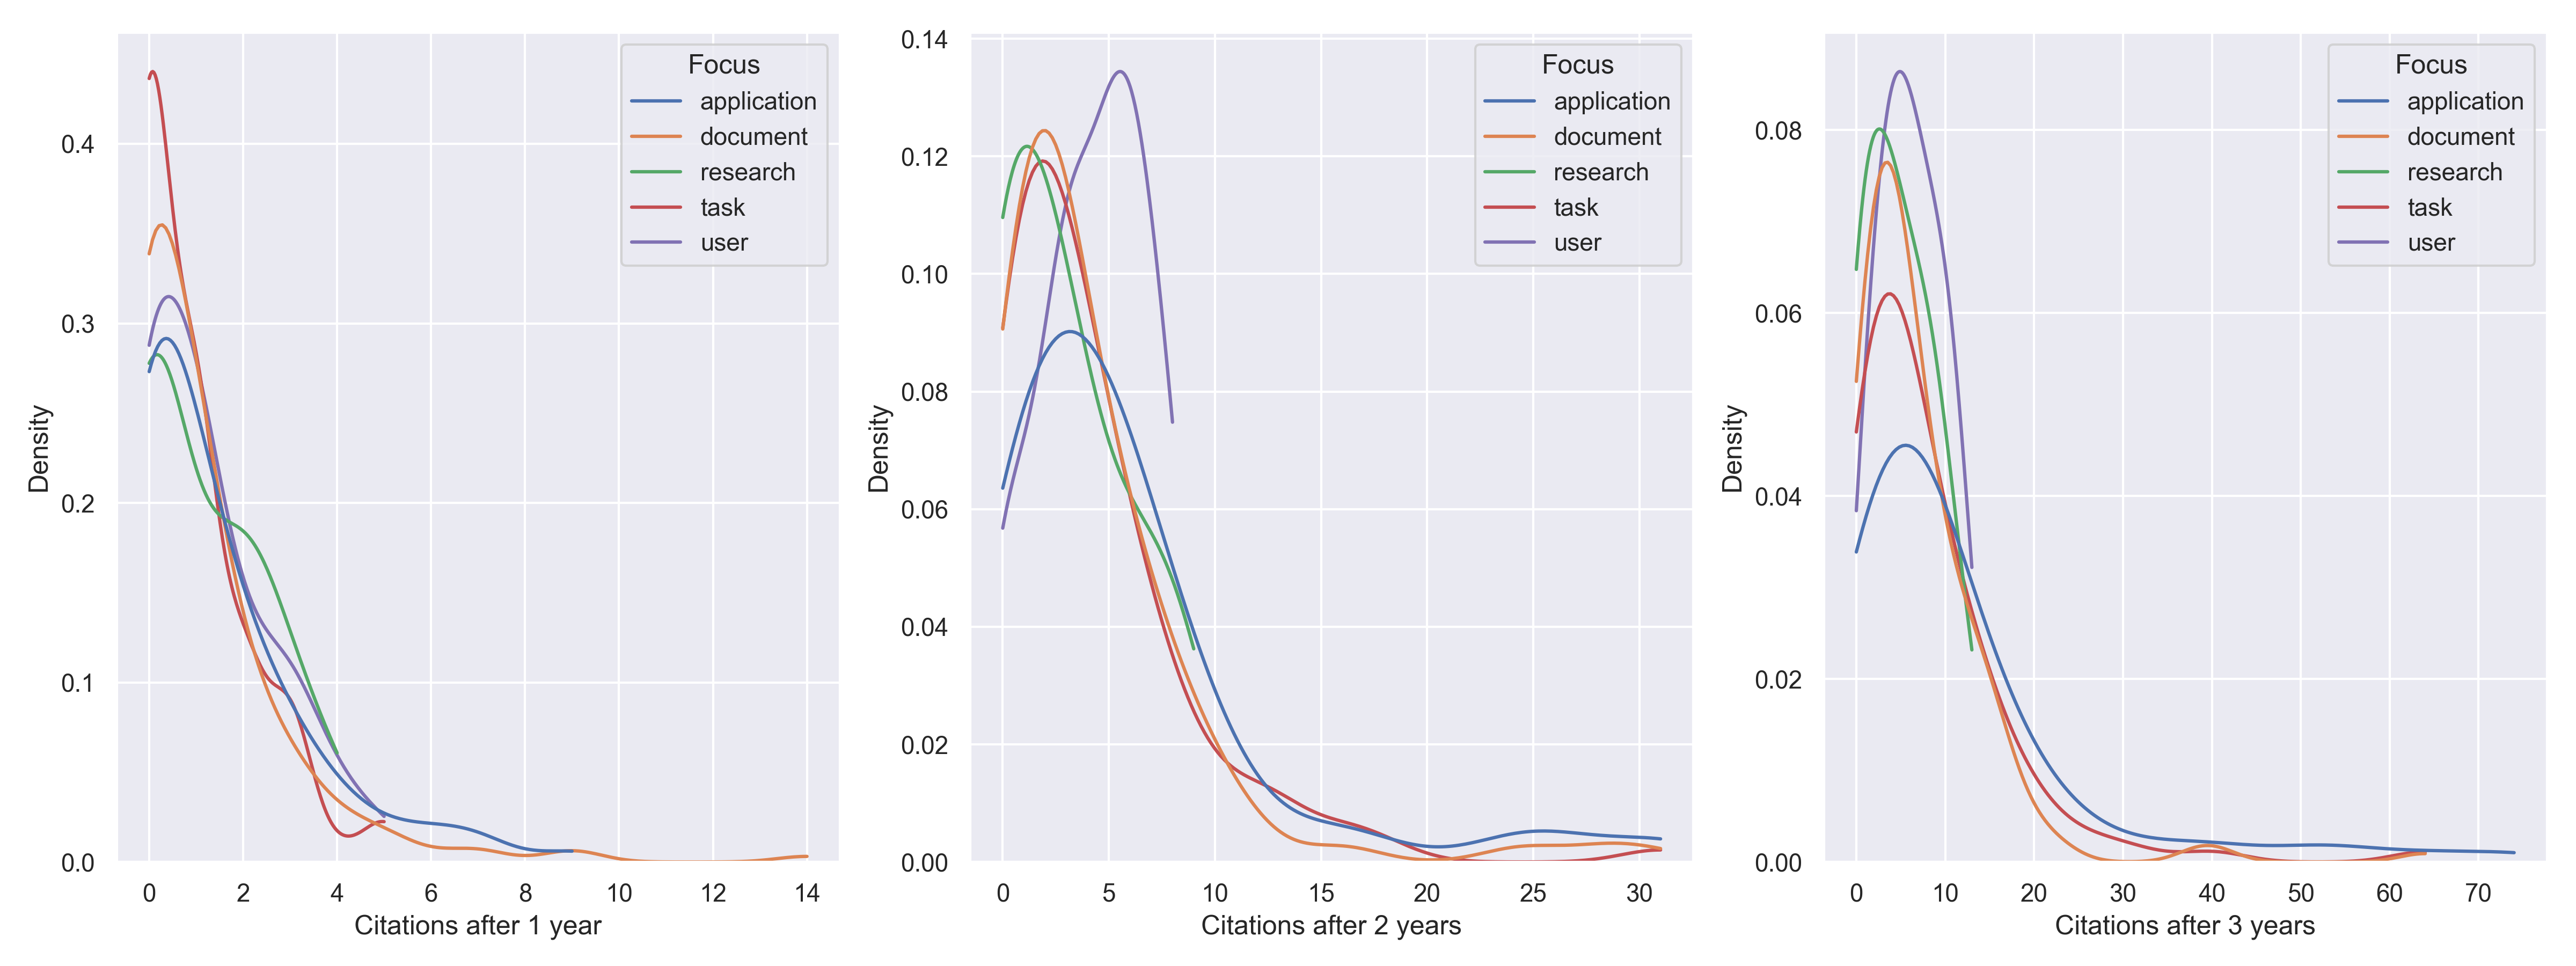 Density
0.4
0.3
0.2
0.1
0.0
0 2 4 6 8 10 12 14
Citations after 1 year
Focus
application
document
research
task
user
Density
0.14
0.12
0.10
0.08
0.06
0.04
0.02
0.00
0 5 10 15 20 25 30
Citations after 2 years
Focus
application
document
research
task
user
Density
0.08
0.06
0.04
0.02
0.00
0 10 20 30 40 50 60 70
Citations after 3 years
Focus
application
document
research
task
user